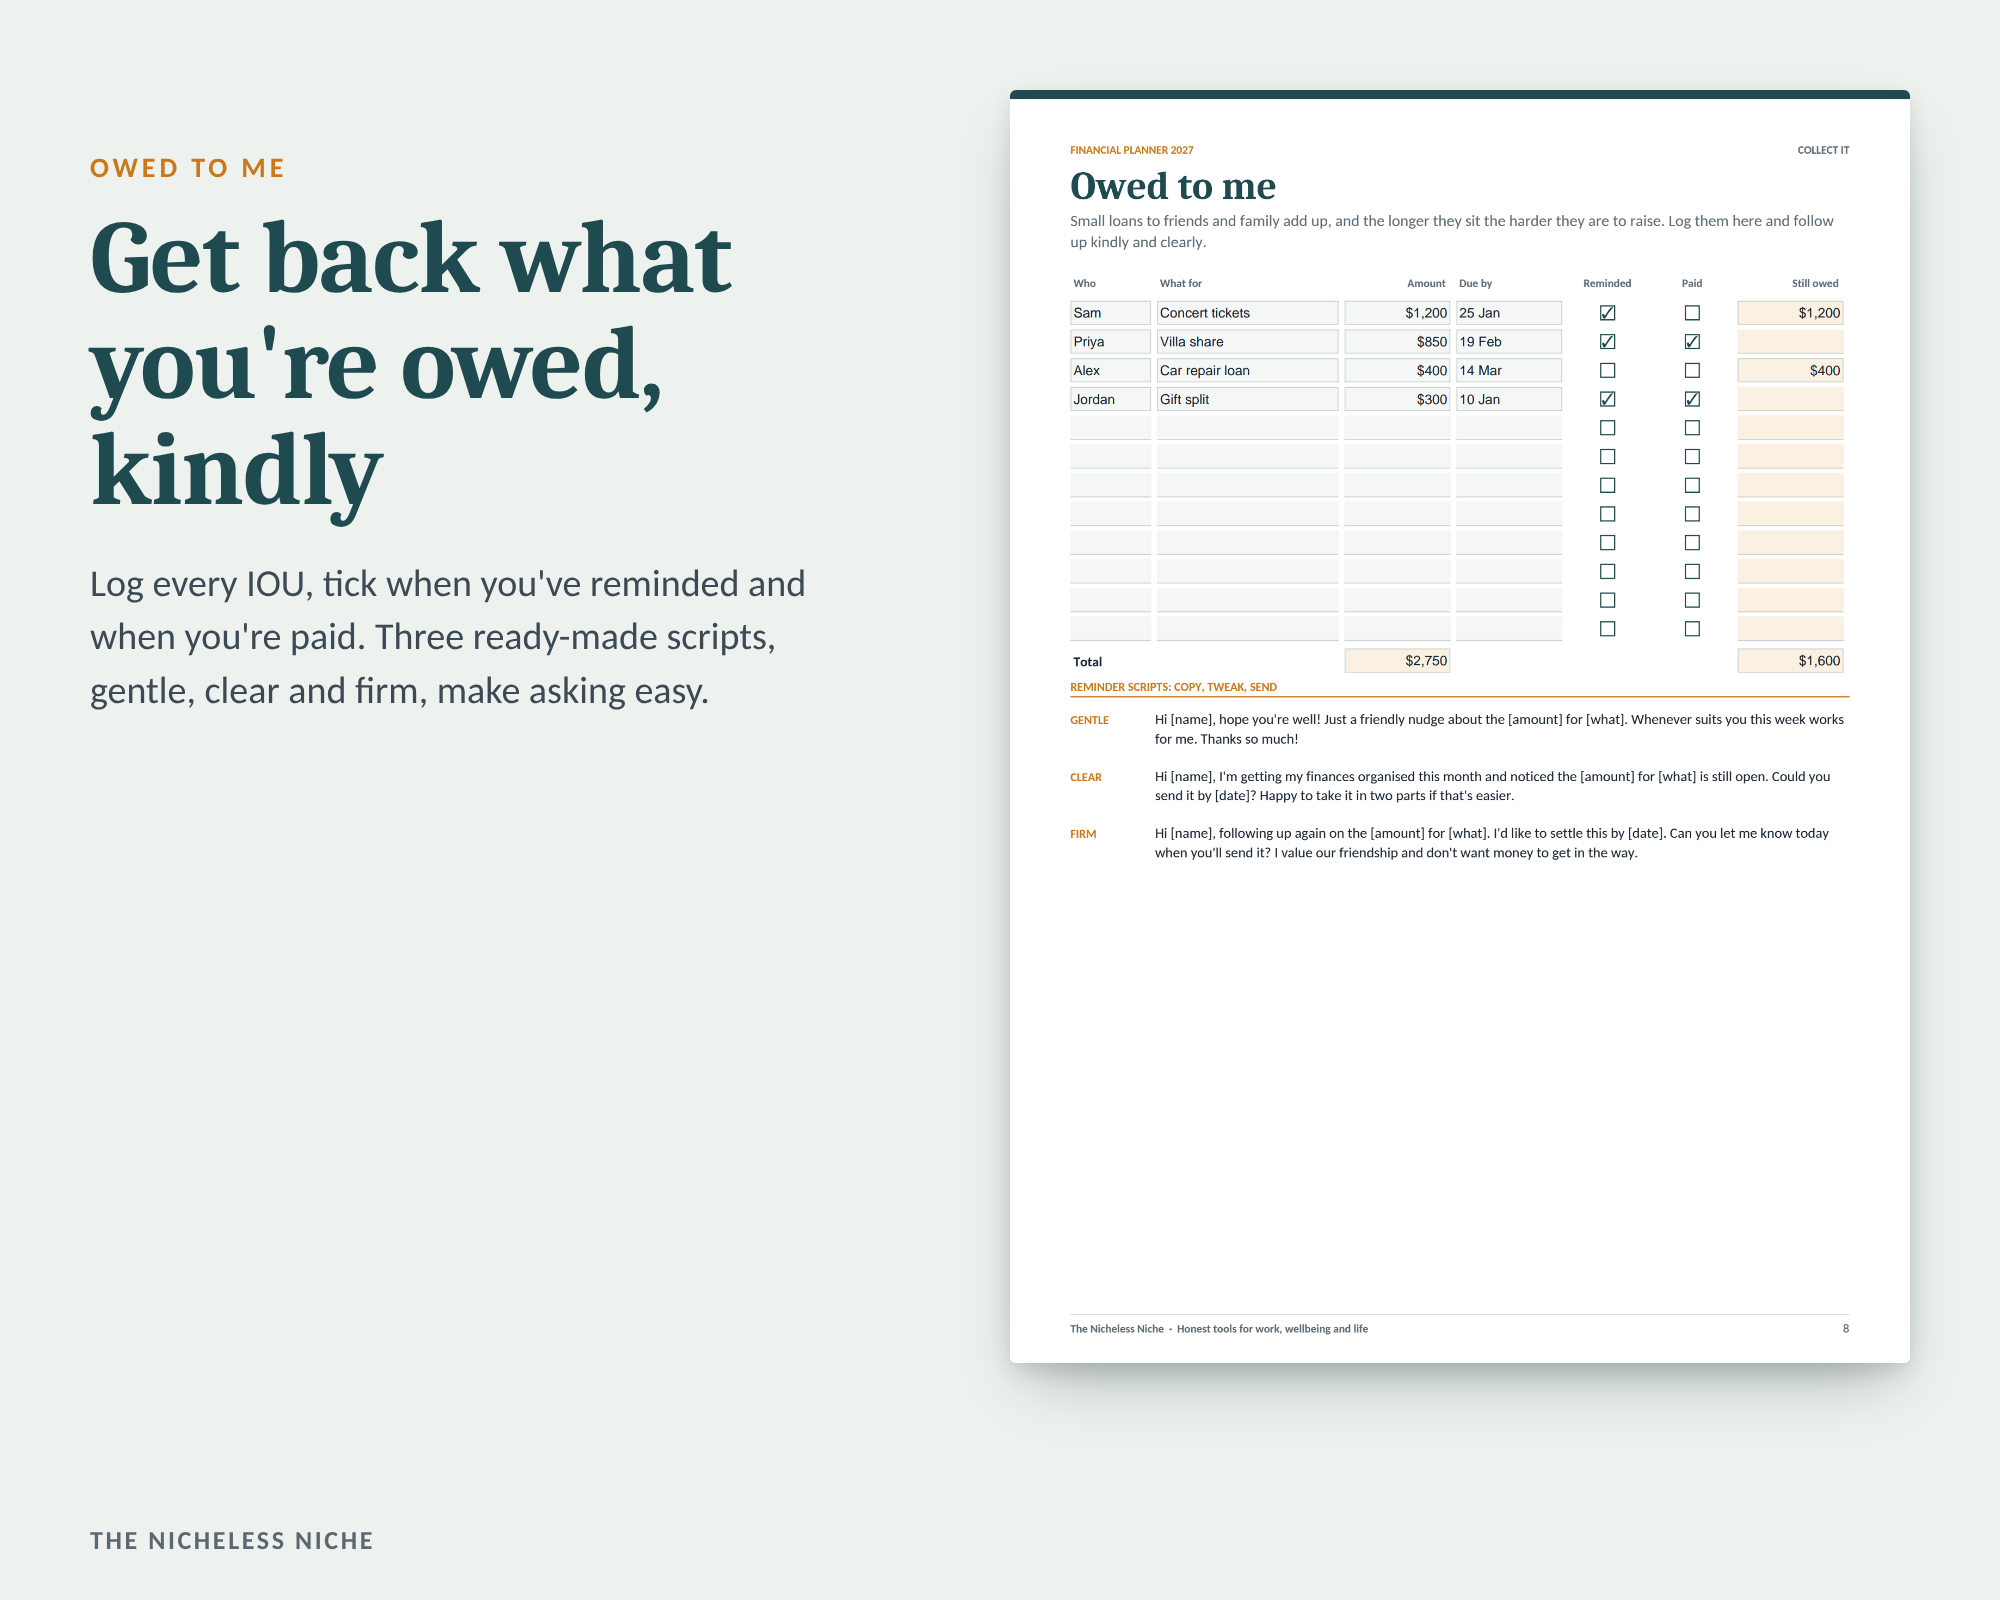 OWED TO ME
Get back what
you're owed,
kindly
Log every IOU, tick when you've reminded and
when you're paid. Three ready-made scripts,
gentle, clear and firm, make asking easy.
THE NICHELESS NICHE
FINANCIAL PLANNER 2027 COLLECT IT
Owed to me
Small loans to friends and family add up, and the longer they sit the harder they are to raise. Log them here and follow
up kindly and clearly.
Who What for Amount Due by Reminded Paid Still owed
Sam Concert tickets $1,200 25 Jan $1,200
Priya Villa share $850 19 Feb
Alex Car repair loan $400 14 Mar $400
Jordan Gift split $300 10 Jan
Total $2,750 $1,600
REMINDER SCRIPTS: COPY, TWEAK, SEND
GENTLE Hi [name], hope you're well! Just a friendly nudge about the [amount] for [what]. Whenever suits you this week works
for me. Thanks so much!
CLEAR Hi [name], I'm getting my finances organised this month and noticed the [amount] for [what] is still open. Could you
send it by [date]? Happy to take it in two parts if that's easier.
FIRM Hi [name], following up again on the [amount] for [what]. I'd like to settle this by [date]. Can you let me know today
when you'll send it? I value our friendship and don't want money to get in the way.
The Nicheless Niche · Honest tools for work, wellbeing and life 8